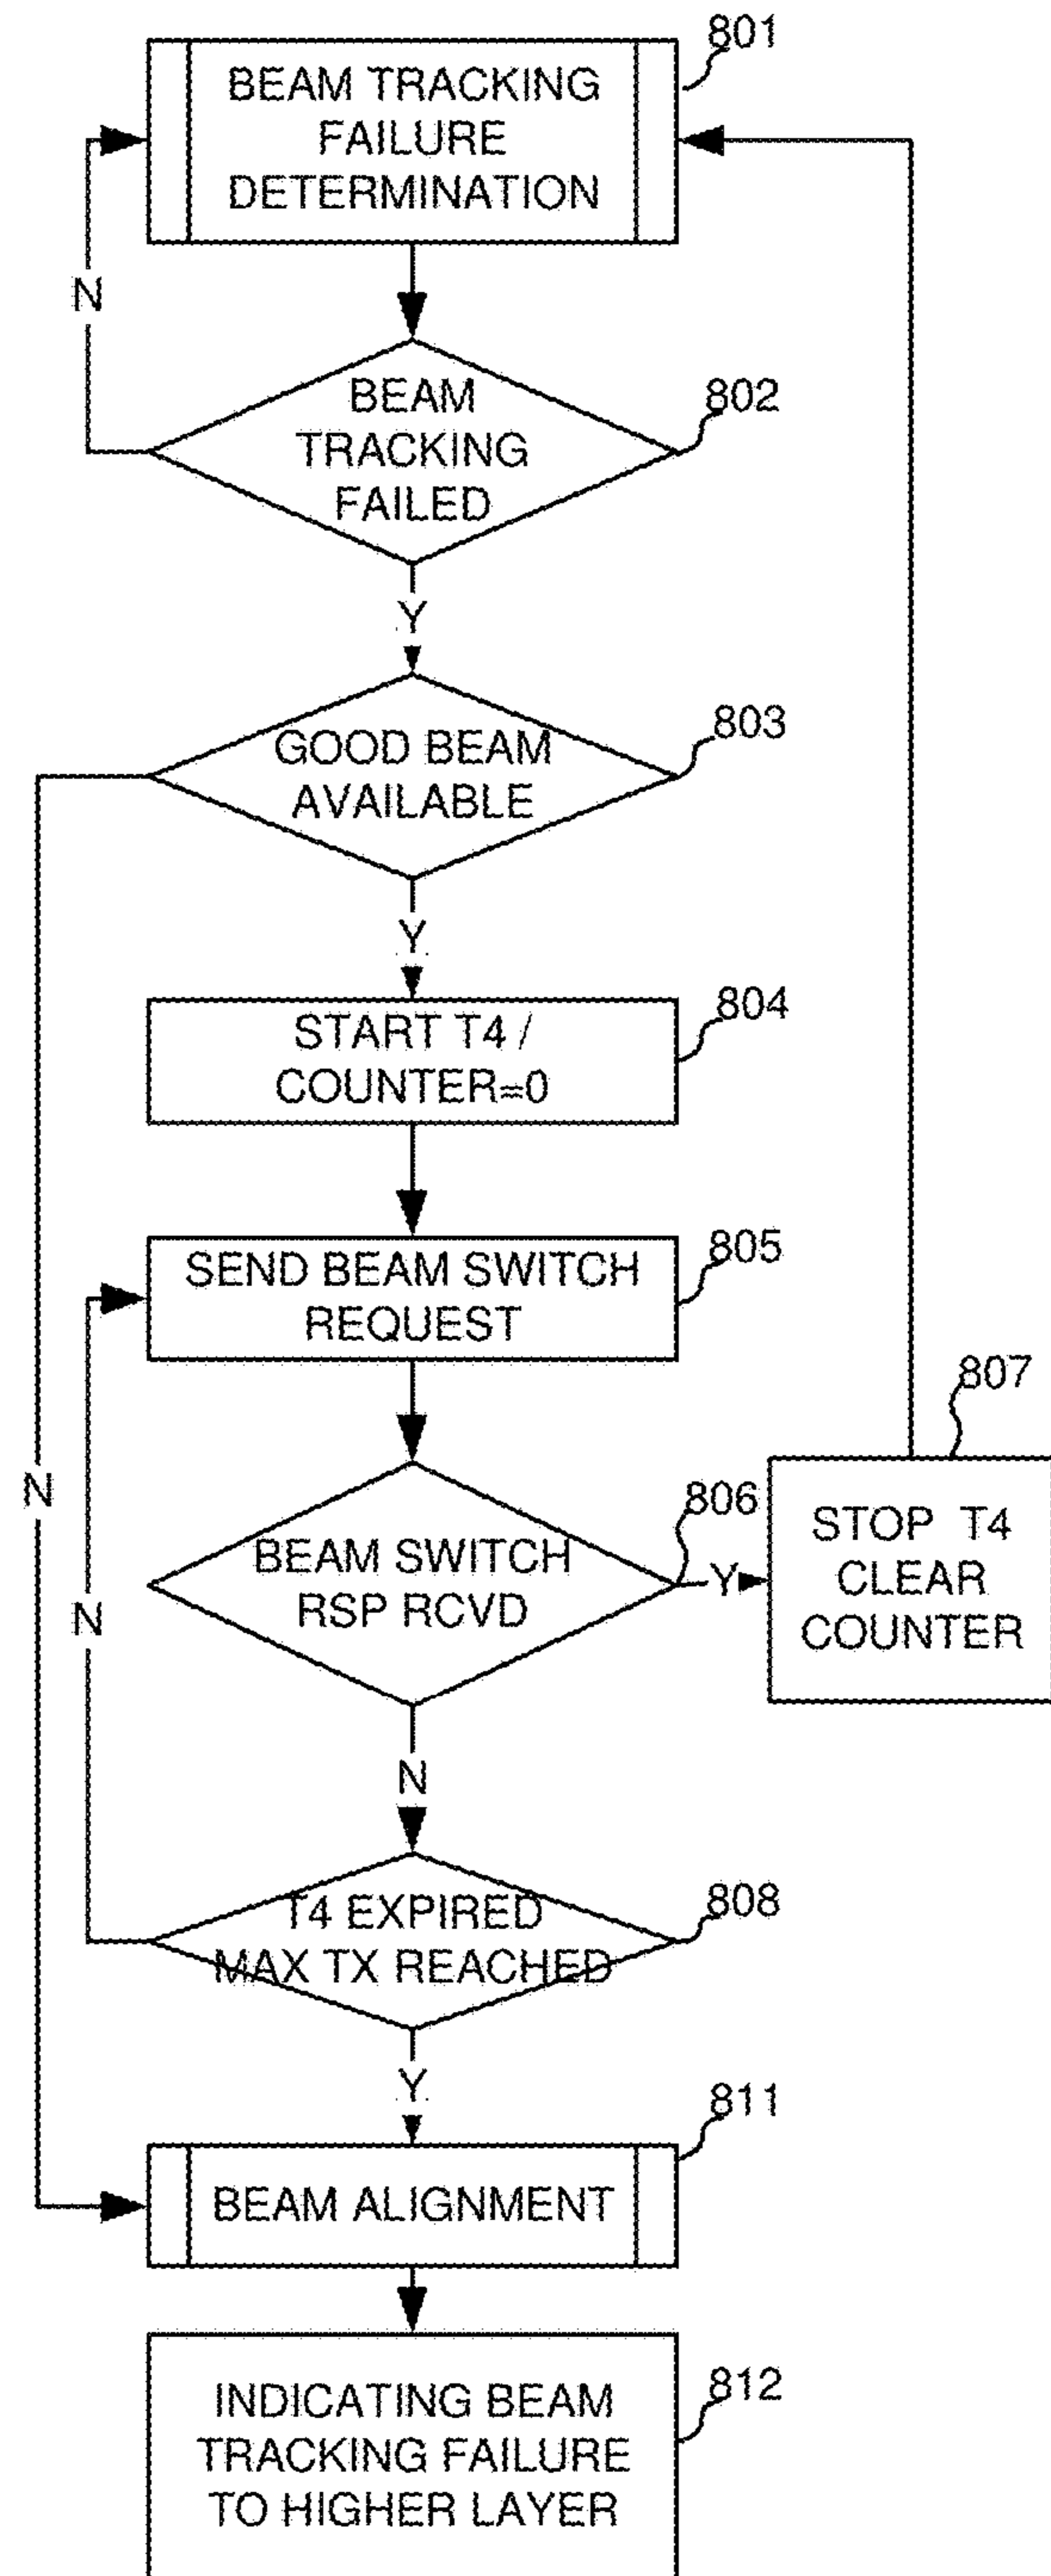 801
BEAM TRACKING
FAILURE
DETERMINATION
N
802
BEAM
TRACKING
FAILED
Y
803
GOOD BEAM
AVAILABLE
Y
804
START T4 /
COUNTER=0
805
SEND BEAM SWITCH
REQUEST
807
N
806
STOP T4
CLEAR
COUNTER
BEAM SWITCH
RSP RCVD
Y
N
N
808
T4 EXPIRED
MAX TX REACHED
Y
811
BEAM ALIGNMENT
812
INDICATING BEAM
TRACKING FAILURE
TO HIGHER LAYER